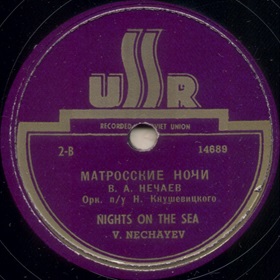 USSR
RECORDED IN SOVIET UNION
2-В 14689
МАТРОССКИЕ НОЧИ
В. А. НЕЧАЕВ
Орк. п/у Н. Кнушевицкого
NIGHTS ON THE SEA
V. NECHAYEV